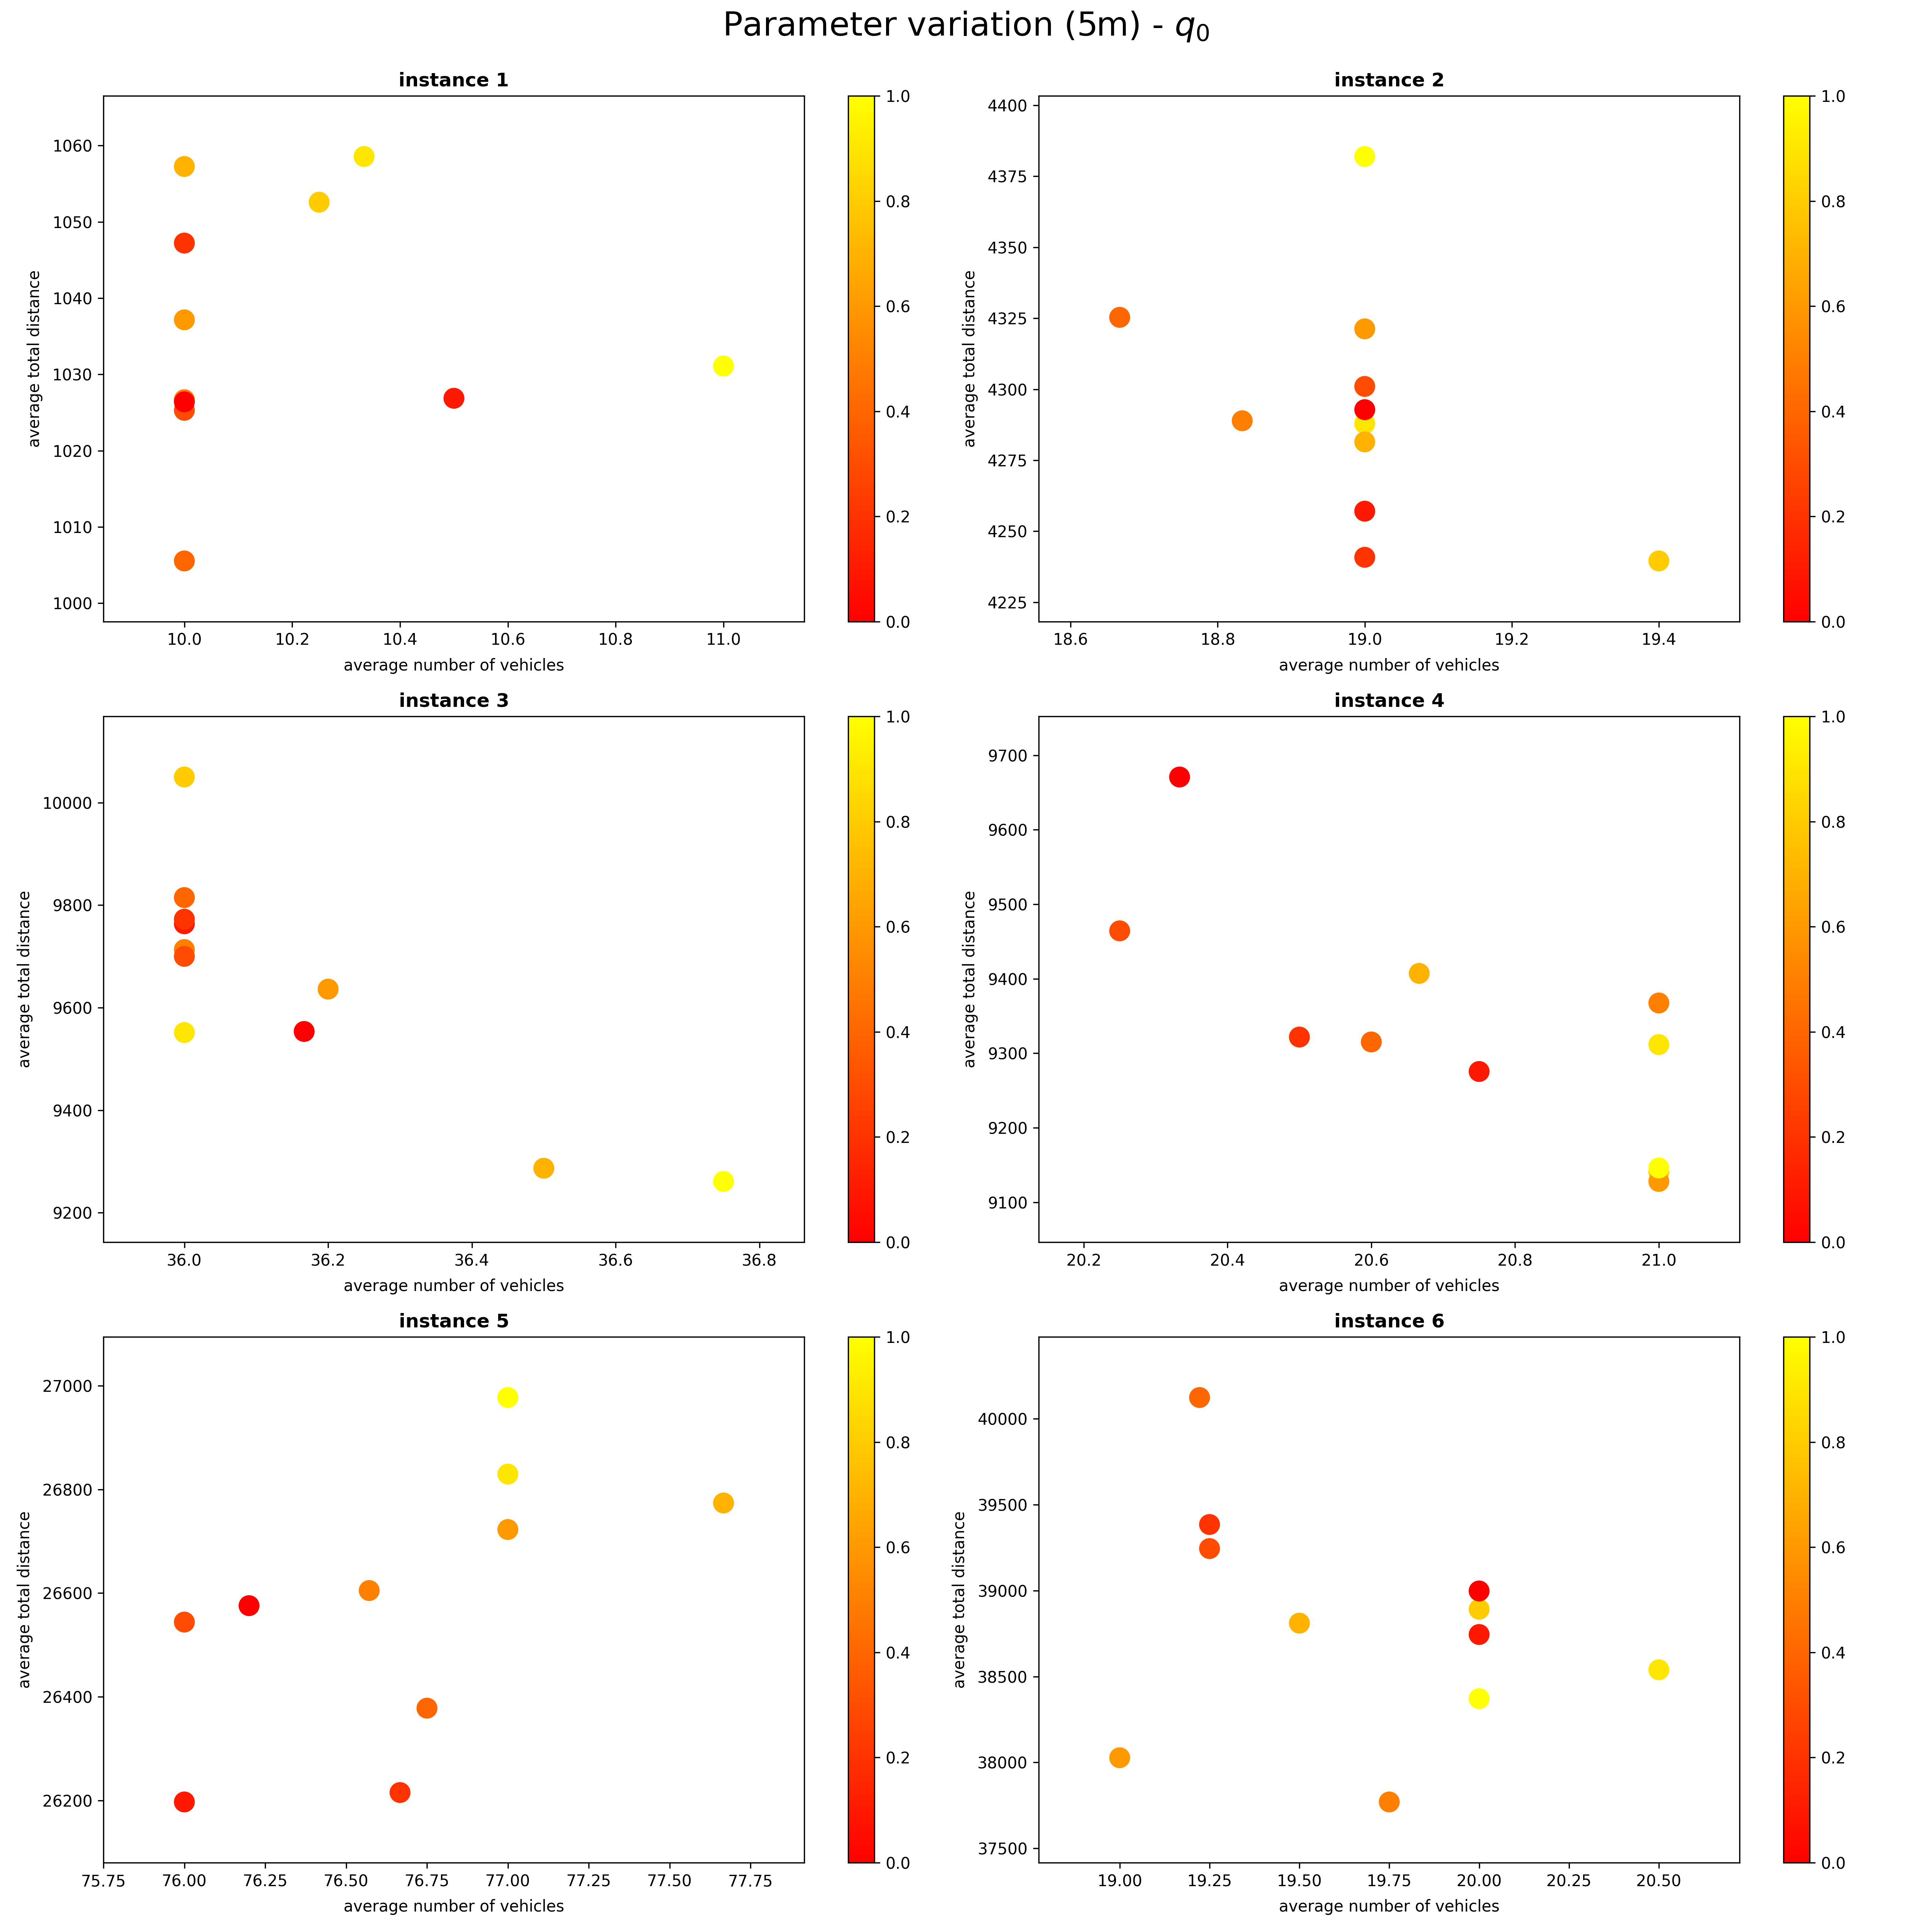 Parameter variation (5m) - q₀
instance 1
average total distance
1060
1050
1040
1030
1020
1010
1000
10.0 10.2 10.4 10.6 10.8 11.0
average number of vehicles
1.0
0.8
0.6
0.4
0.2
0.0
instance 2
average total distance
4400
4375
4350
4325
4300
4275
4250
4225
18.6 18.8 19.0 19.2 19.4
average number of vehicles
1.0
0.8
0.6
0.4
0.2
0.0
instance 3
average total distance
10000
9800
9600
9400
9200
36.0 36.2 36.4 36.6 36.8
average number of vehicles
1.0
0.8
0.6
0.4
0.2
0.0
instance 4
average total distance
9700
9600
9500
9400
9300
9200
9100
20.2 20.4 20.6 20.8 21.0
average number of vehicles
1.0
0.8
0.6
0.4
0.2
0.0
instance 5
average total distance
27000
26800
26600
26400
26200
75.75 76.00 76.25 76.50 76.75 77.00 77.25 77.50 77.75
average number of vehicles
1.0
0.8
0.6
0.4
0.2
0.0
instance 6
average total distance
40000
39500
39000
38500
38000
37500
19.00 19.25 19.50 19.75 20.00 20.25 20.50
average number of vehicles
1.0
0.8
0.6
0.4
0.2
0.0